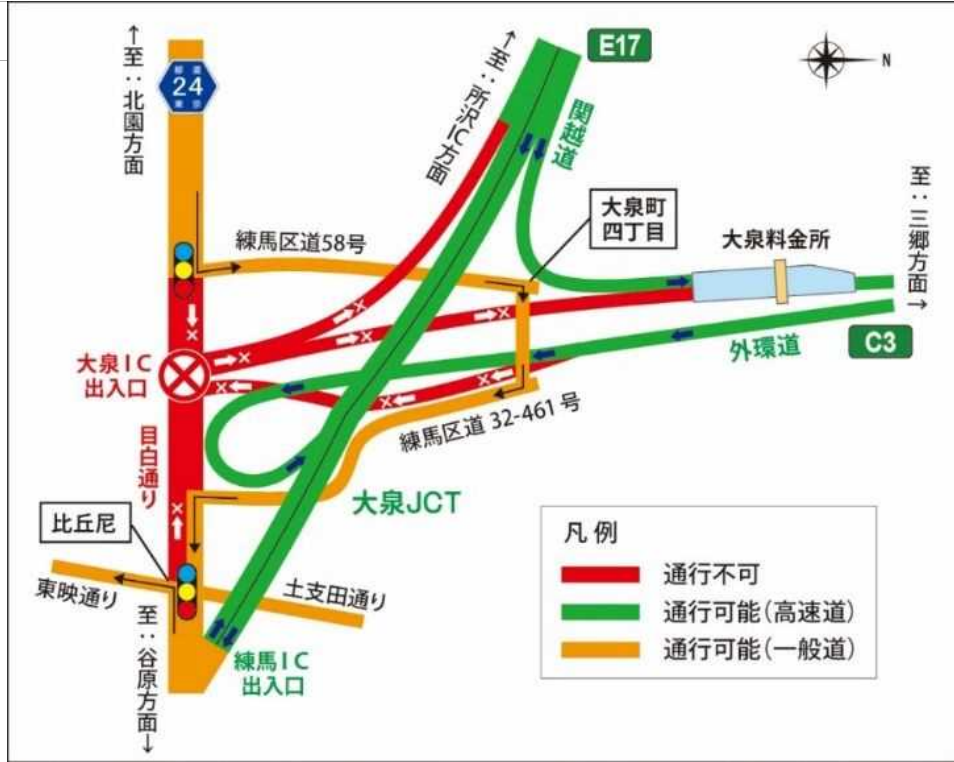 ↑至：北園方面
都道
24
東京
↑至：所沢IC方面
E17
関越道
N
大泉町
四丁目
大泉料金所
至：三郷方面→
練馬区道58号
大泉IC
出入口
外環道
C3
練馬区道 32-461 号
目白通り
大泉JCT
比丘尼
東映通り
土支田通り
至：谷原方面→
練馬IC
出入口
凡 例
通行不可
通行可能(高速道)
通行可能(一般道)